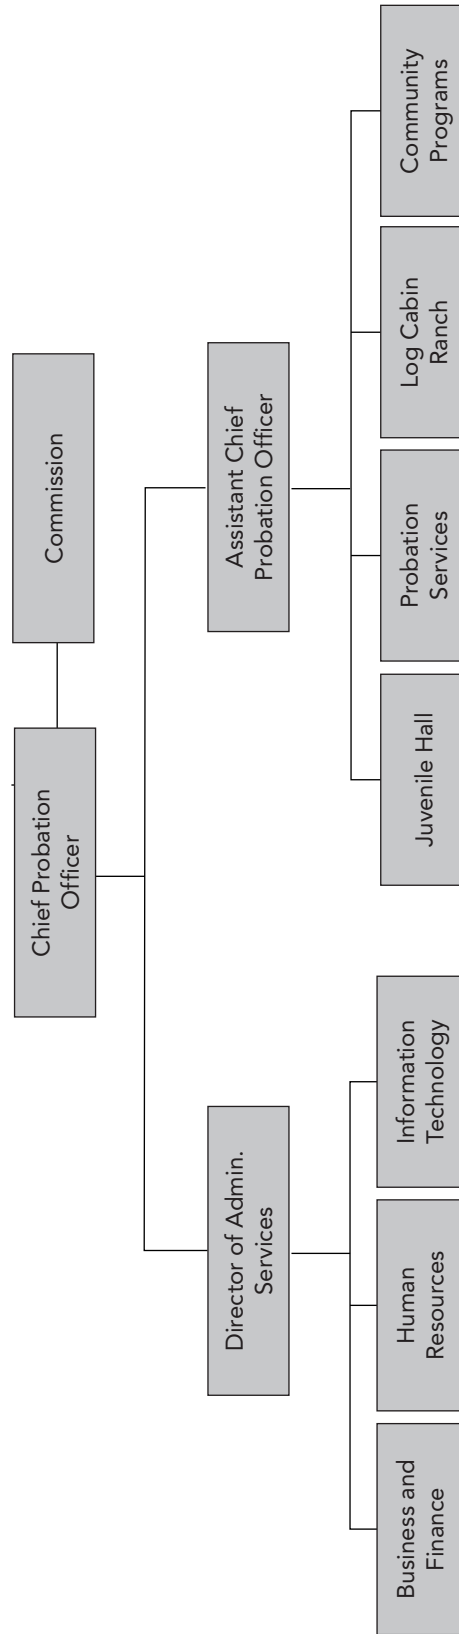 Chief Probation
Officer
Commission
Director of Admin.
Services
Assistant Chief
Probation Officer
Business and
Finance
Human
Resources
Information
Technology
Juvenile Hall
Probation
Services
Log Cabin
Ranch
Community
Programs